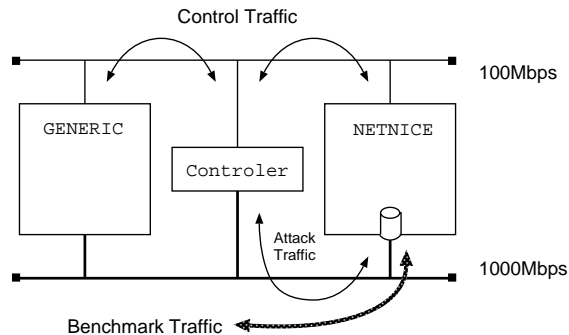 Control Traffic
100Mbps
GENERIC
NETNICE
Controler
Attack
Traffic
1000Mbps
Benchmark Traffic